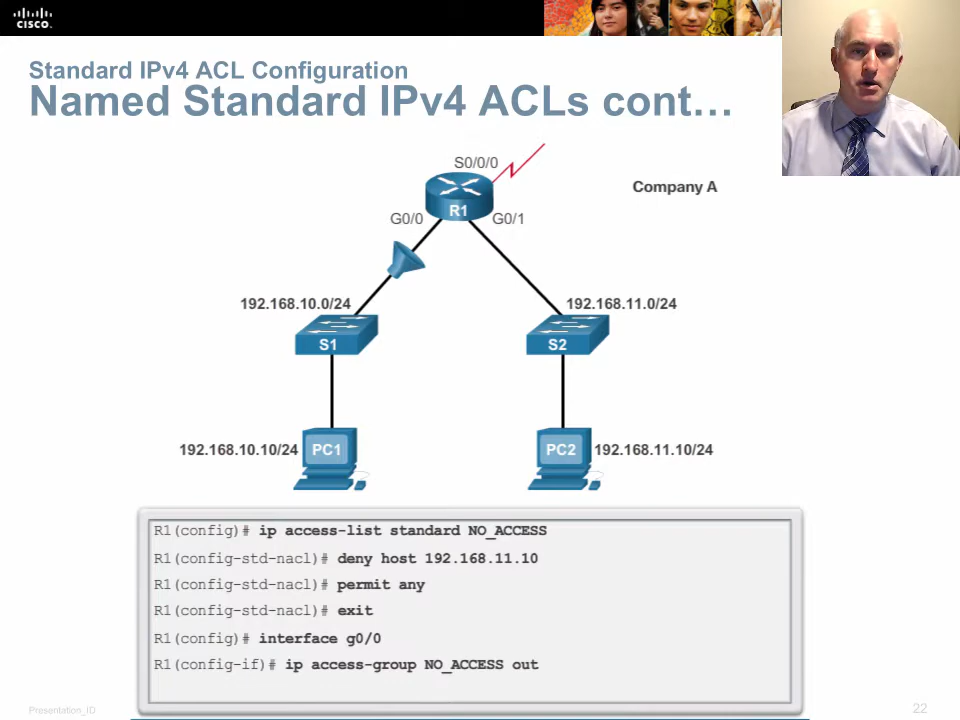 CISCO.
Standard IPv4 ACL Configuration
Named Standard IPv4 ACLs cont…
S0/0/0
Company A
R1
G0/0
G0/1
192.168.10.0/24
192.168.11.0/24
S1
S2
192.168.10.10/24
PC1
PC2
192.168.11.10/24
R1(config)# ip access-list standard NO_ACCESS
R1(config-std-nacl)# deny host 192.168.11.10
R1(config-std-nacl)# permit any
R1(config-std-nacl)# exit
R1(config)# interface g0/0
R1(config-if)# ip access-group NO_ACCESS out
Presentation_ID
22